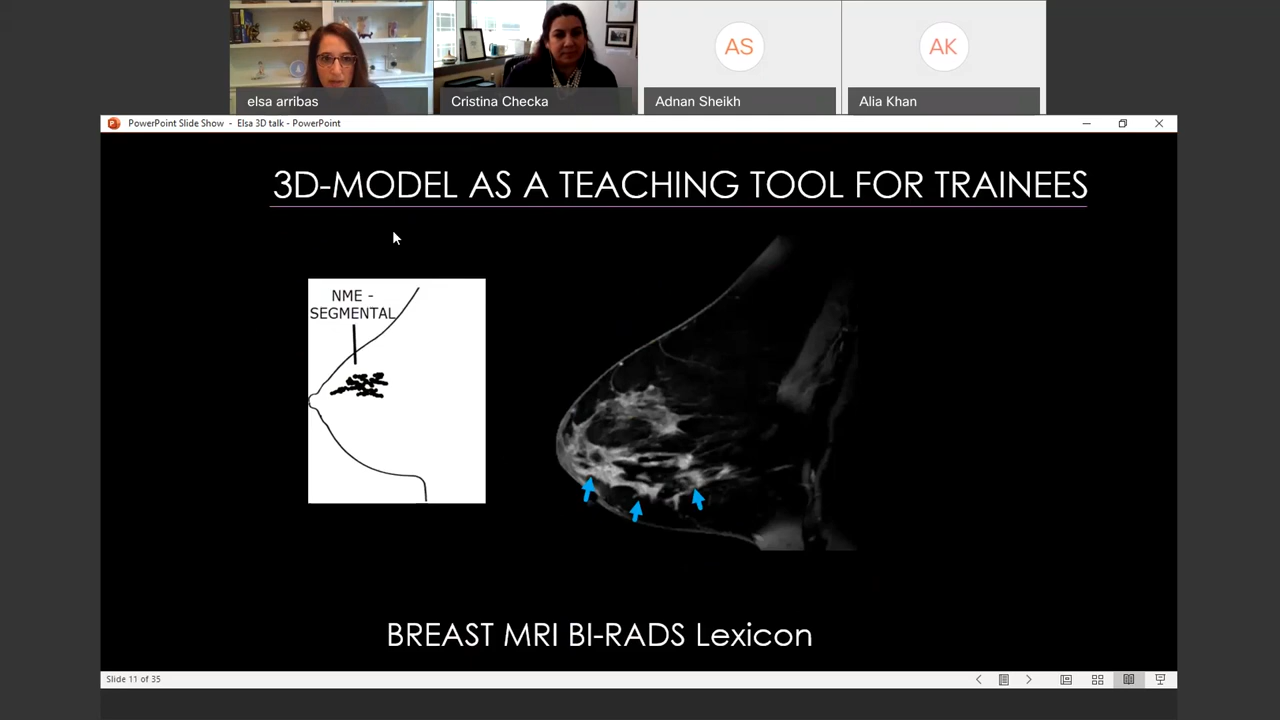 AS
AK
elsa arribas
Cristina Checka
Adnan Sheikh
Alia Khan
PowerPoint Slide Show - Elsa 3D talk - PowerPoint
3D-MODEL AS A TEACHING TOOL FOR TRAINEES
NME -
SEGMENTAL
BREAST MRI BI-RADS Lexicon
Slide 11 of 35